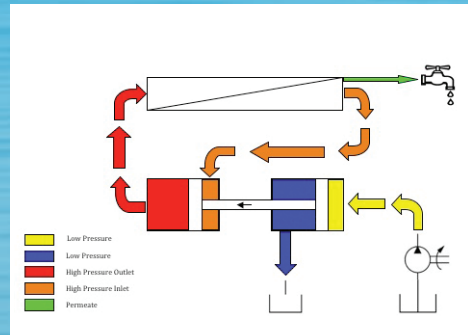 Low Pressure
Low Pressure
High Pressure Outlet
High Pressure Inlet
Permeate